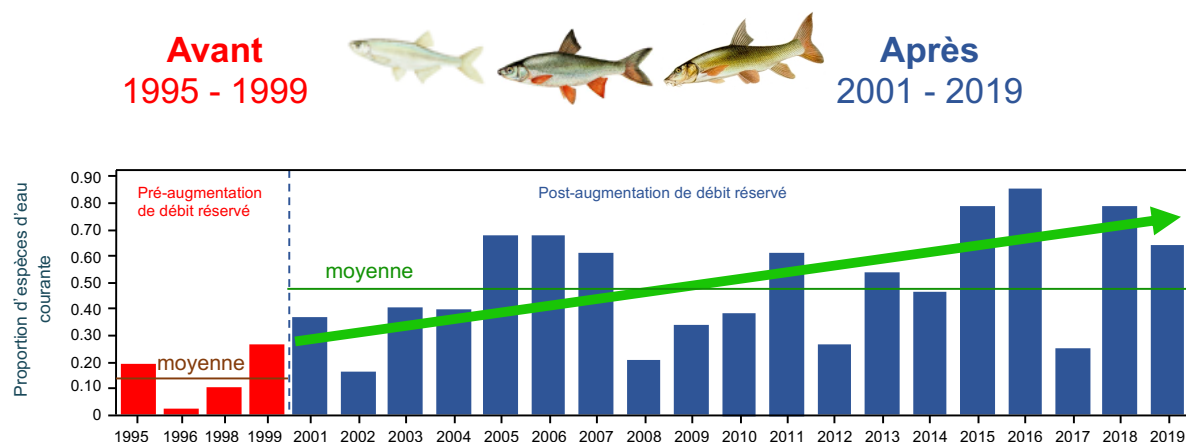 Avant
1995 - 1999
Après
2001 - 2019
Proportion d'espèces d'eau
courante
0.90
0.80
0.70
0.60
0.50
0.40
0.30
0.20
0.10
0
Pré-augmentation
de débit réservé
Post-augmentation de débit réservé
moyenne
moyenne
1995 1996 1998 1999 2001 2002 2003 2004 2005 2006 2007 2008 2009 2010 2011 2012 2013 2014 2015 2016 2017 2018 2019